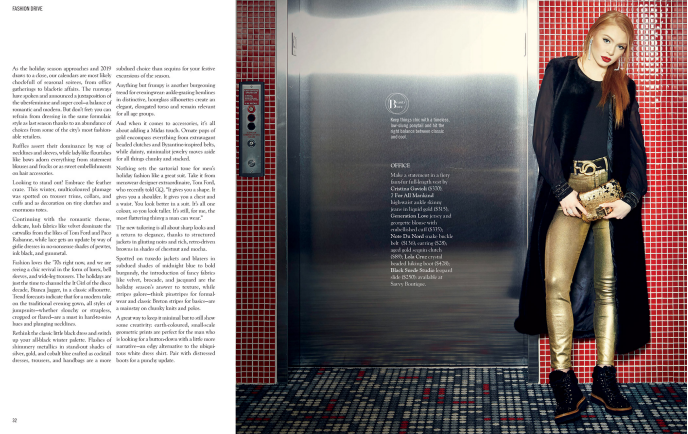 FASHION DRIVE
As the holiday season approaches and 2019
draws to a close, our calendars are most likely
chockfull of seasonal soirees, from office
gatherings to blacktie affairs. The runways
have spoken and announced a juxtaposition of
the ultra-feminine and super cool—a balance of
romantic and modern. But don't feel you can
refrain from dressing in the same formulaic
style as last season thanks to an abundance of
choices from some of the city's most fashion-
able retailers.
Ruffles assert their dominance by way of
necklines and sleeves, while ladylike flourishes
like bows adorn everything from statement
blouses and frocks or as sweet embellishments
on hair accessories.
Looking to stand out? Embrace the feather
craze. This winter, multicoloured plumage
was spotted on trouser trims, collars, and
cuffs and as decoration on tiny clutches and
enormous totes.
Continuing with the romantic theme,
delicate, lush fabrics like velvet dominate the
catwalks from the likes of Tom Ford and Paco
Rabanne, while lace gets an update by way of
gothic dresses in no-nonsense shades of pewter,
ink black, and gunmetal.
Fashion loves the '70s right now, and we are
seeing a chic revival in the form of lurex, bell
sleeves, and wide-leg trousers. The holidays are
just the time to channel the It Girl of the disco
decade, Bianca Jagger, in a classic silhouette.
Trend forecasts indicate that for a modern take
on the traditional evening gown, all styles of
jumpsuits—whether slouchy or strapless,
cropped or flared—are a must in hard-to-miss
hues and plunging necklines.
Rethink the classic little black dress and switch
up your all-black winter palette. Flashes of
shimmery metallics in stand-out shades of
silver, gold, and cobalt blue crafted as cocktail
dresses, trousers, and handbags are a more
subdued choice than sequins for your festive
excursions of the season.
Anything but frumpy is another burgeoning
trend for eveningwear: ankle-grazing hemlines
in distinctive, hourglass silhouettes create an
elegant, elongated torso and remain relevant
for all age groups.
And when it comes to accessories, it's all
about adding a Midas touch. Ornate pops of
gold encompass everything from extravagant
beaded clutches and Byzantine-inspired belts,
while dainty, minimalist jewelry moves aside
for all things chunky and stacked.
Nothing sets the sartorial tone for men's
holiday fashion like a great suit. Take it from
menswear designer extraordinaire, Tom Ford,
who recently told GQ, "It gives you a shape. It
gives you a shoulder. It gives you a chest and
a waist. You look better in a suit. It's all one
colour, so you look taller. It's still, for me, the
most flattering thing a man can wear."
The new tailoring is all about sharp looks and
a return to elegance, thanks to structured
jackets in glinting noirs and rich, retro-driven
browns in shades of chestnut and mocha.
Spotted on tuxedo jackets and blazers in
subdued shades of midnight blue to bold
burgundy, the introduction of fancy fabrics
like velvet, brocade, and jacquard are the
holiday season's answer to texture, while
stripes galore—think pinstripes for formal-
wear and classic Breton stripes for basics—are
a mainstay on chunky knits and polos.
A great way to keep it minimal but to still show
some creativity: earth-coloured, small-scale
geometric prints are perfect for the man who
is looking for a button-down with a little more
narrative—an edgy alternative to the ubiqui-
tous white dress shirt. Pair with distressed
boots for a punchy update.
32
Keep things chic with a timeless,
low-slung ponytail and hit the
right balance between classic
and cool.
OFFICE
Make a statement in a fiery
faux-fur full-length vest by
Cristina Gavioli ($570);
7 For All Mankind
high-waist ankle skinny
jeans in liquid gold ($315);
Generation Love jersey and
georgette blouse with
embellished cuff ($335);
Note Du Nord snake-buckle
belt ($156), earring ($28),
aged gold sequin clutch
($89); Lola Cruz crystal
beaded hiking boot ($428);
Black Suede Studio leopard
slide ($250) available at
Savvy Boutique.